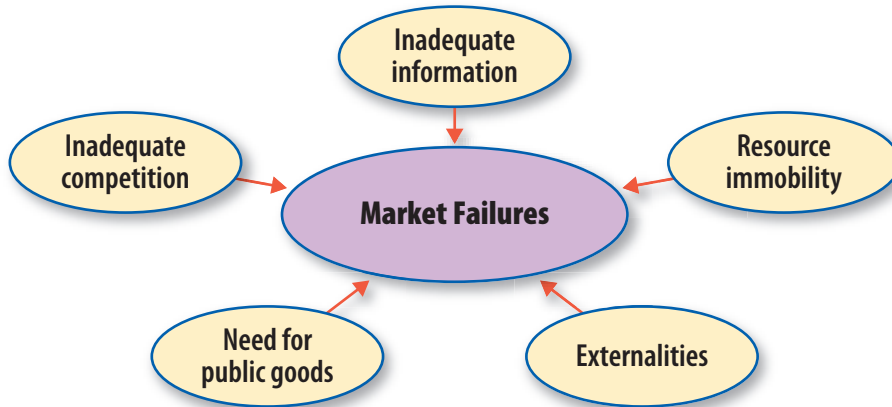 Inadequate
information
Inadequate
competition
Resource
immobility
Market Failures
Need for
public goods
Externalities